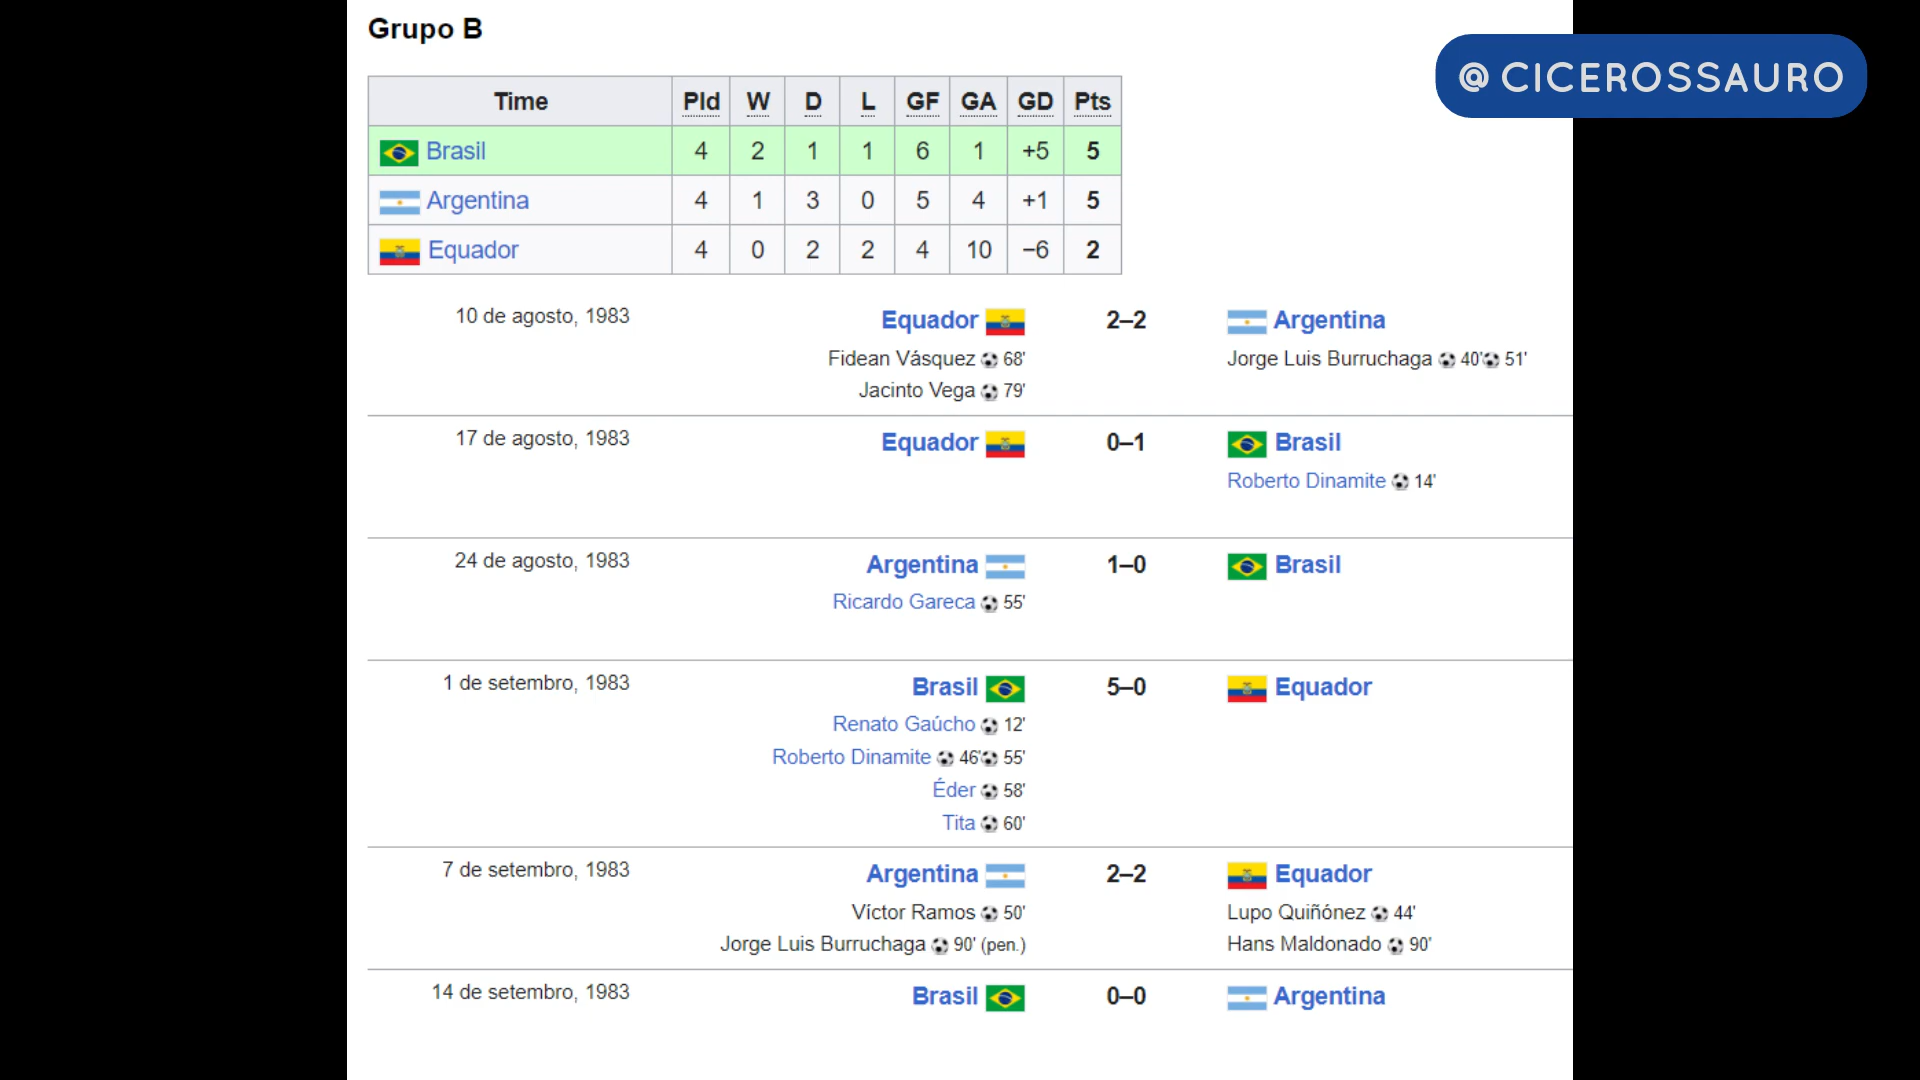 Grupo B
@CICEROSSAURO
Time Pld W D L GF GA GD Pts
Brasil 4 2 1 1 6 1 +5 5
Argentina 4 1 3 0 5 4 +1 5
Equador 4 0 2 2 4 10 −6 2
10 de agosto, 1983 Equador 2–2 Argentina
Fidean Vásquez 68' Jorge Luis Burruchaga 40' 51'
Jacinto Vega 79'
17 de agosto, 1983 Equador 0–1 Brasil
Roberto Dinamite 14'
24 de agosto, 1983 Argentina 1–0 Brasil
Ricardo Gareca 55'
1 de setembro, 1983 Brasil 5–0 Equador
Renato Gaúcho 12'
Roberto Dinamite 46' 55'
Éder 58'
Tita 60'
7 de setembro, 1983 Argentina 2–2 Equador
Víctor Ramos 50' Lupo Quiñónez 44'
Jorge Luis Burruchaga 90' (pen.) Hans Maldonado 90'
14 de setembro, 1983 Brasil 0–0 Argentina